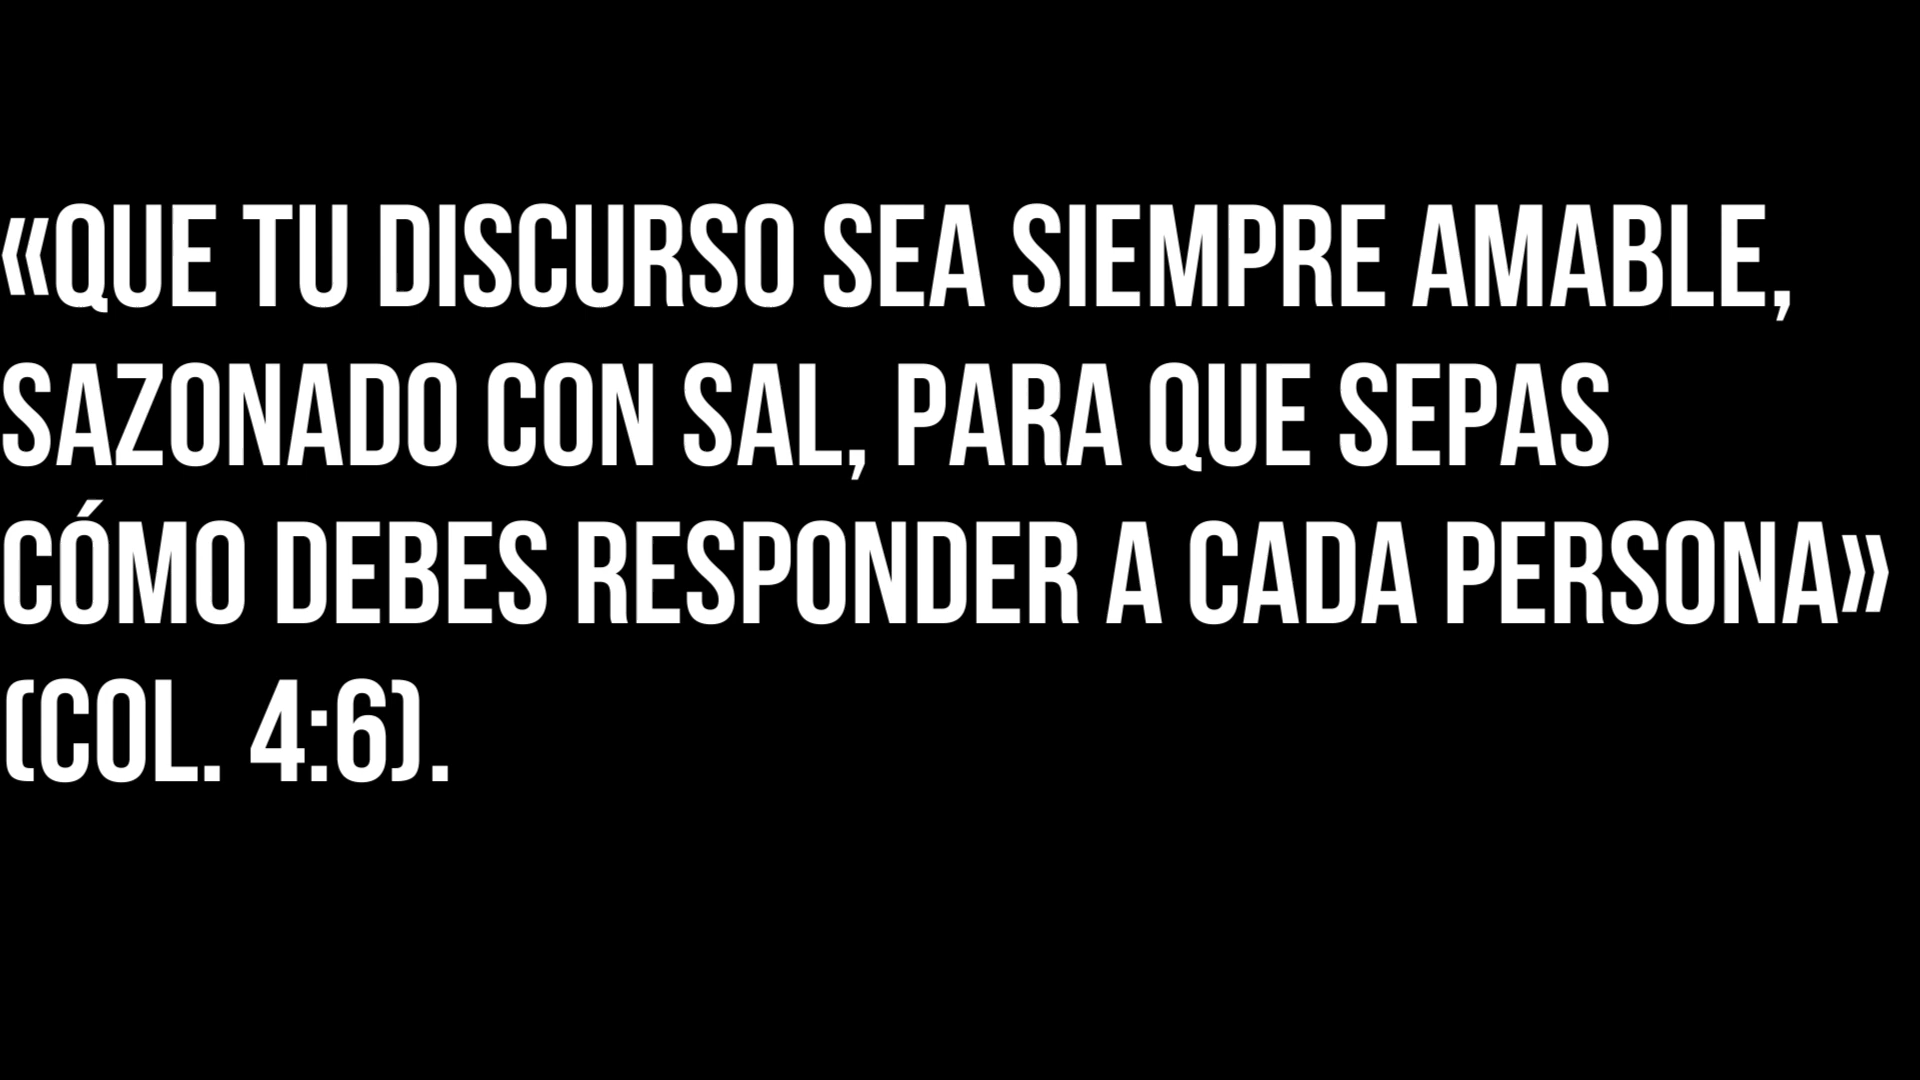 «QUE TU DISCURSO SEA SIEMPRE AMABLE,
SAZONADO CON SAL, PARA QUE SEPAS
CÓMO DEBES RESPONDER A CADA PERSONA»
(COL. 4:6).